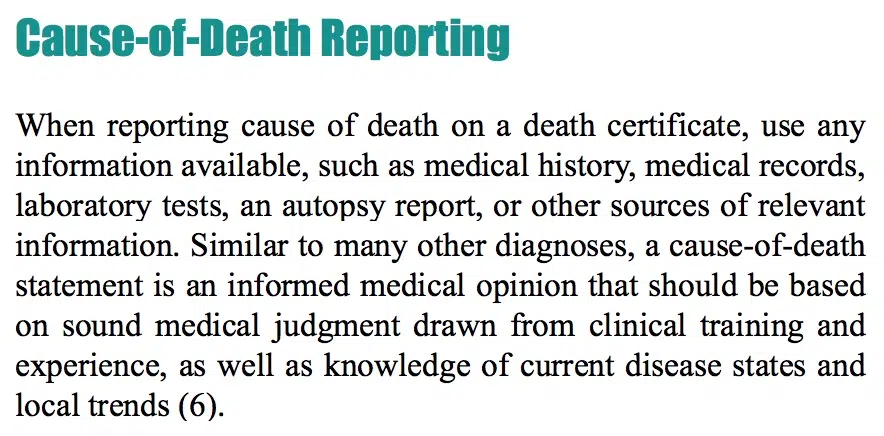 Cause-of-Death Reporting
When reporting cause of death on a death certificate, use any
information available, such as medical history, medical records,
laboratory tests, an autopsy report, or other sources of relevant
information. Similar to many other diagnoses, a cause-of-death
statement is an informed medical opinion that should be based
on sound medical judgment drawn from clinical training and
experience, as well as knowledge of current disease states and
local trends (6).